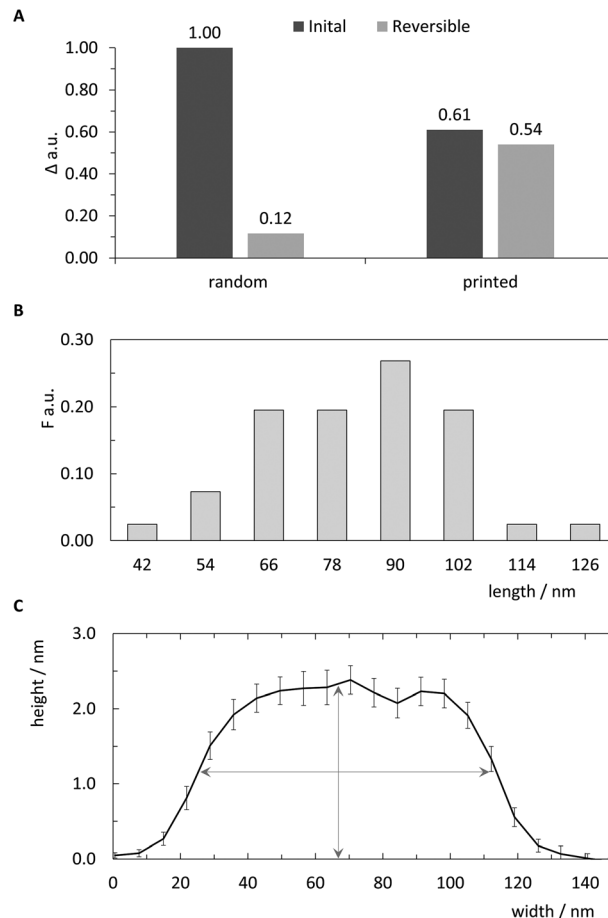 A
Inital Reversible
1.00
1.00
0.80
0.61
0.60
0.54
Δ a.u.
0.40
0.20
0.12
0.00
random printed
B
0.30
0.20
F a.u.
0.10
0.00
42 54 66 78 90 102 114 126
length / nm
C
3.0
height / nm
2.0
1.0
0.0
0 20 40 60 80 100 120 140
width / nm